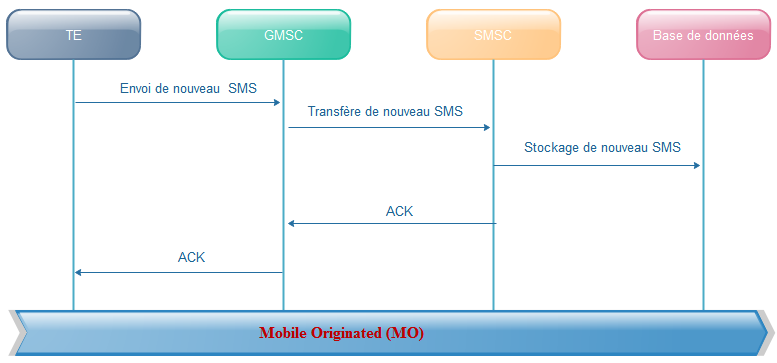 TE
GMSC
SMSC
Base de données
Envoi de nouveau SMS
Transfère de nouveau SMS
Stockage de nouveau SMS
ACK
ACK
Mobile Originated (MO)